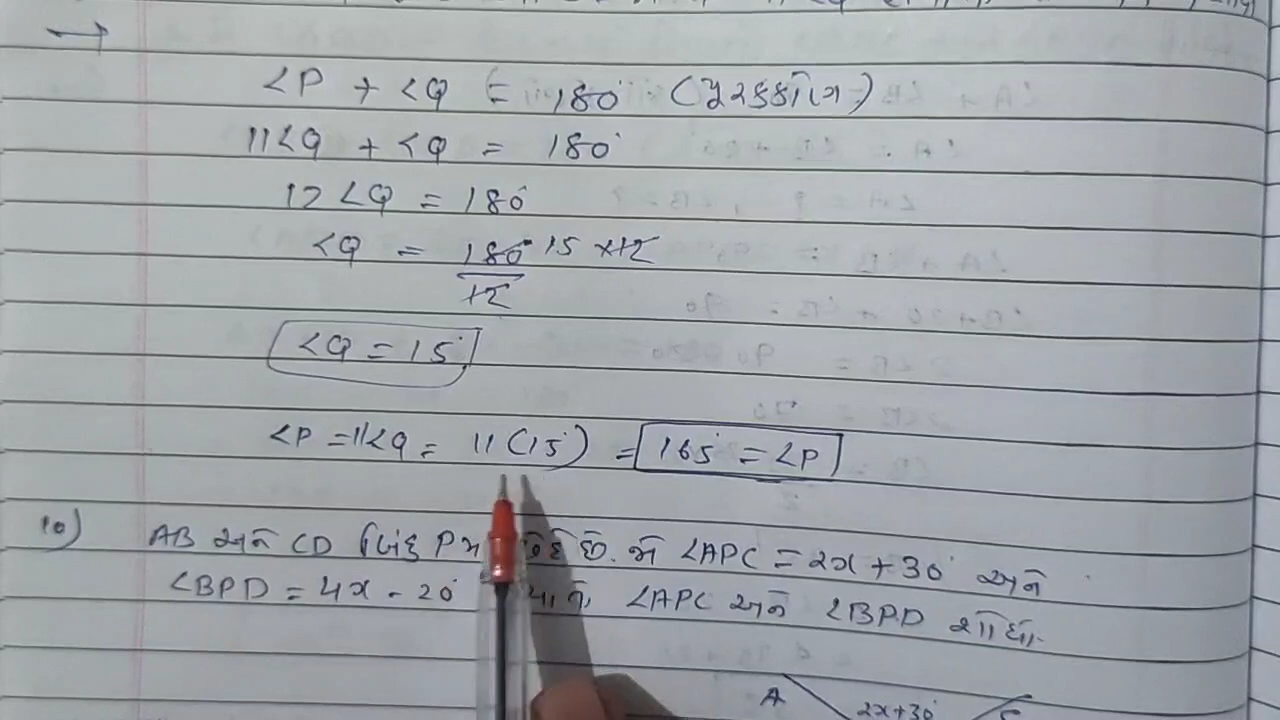 →
<P + <Q = 180° (પુરકકોણ)
11<Q + <Q = 180°
12 <Q = 180°
<Q = 180° 15 × 12
12
<Q = 15°
<P = 11<Q = 11 (15°) = 165° = <P
10) AB અને CD બિંદુ P માં છેદે છે. જો ∠APC = 2x + 30° અને
∠BPD = 4x - 20° ∠APC અને ∠BPD શોધો.
A 2x+30° C